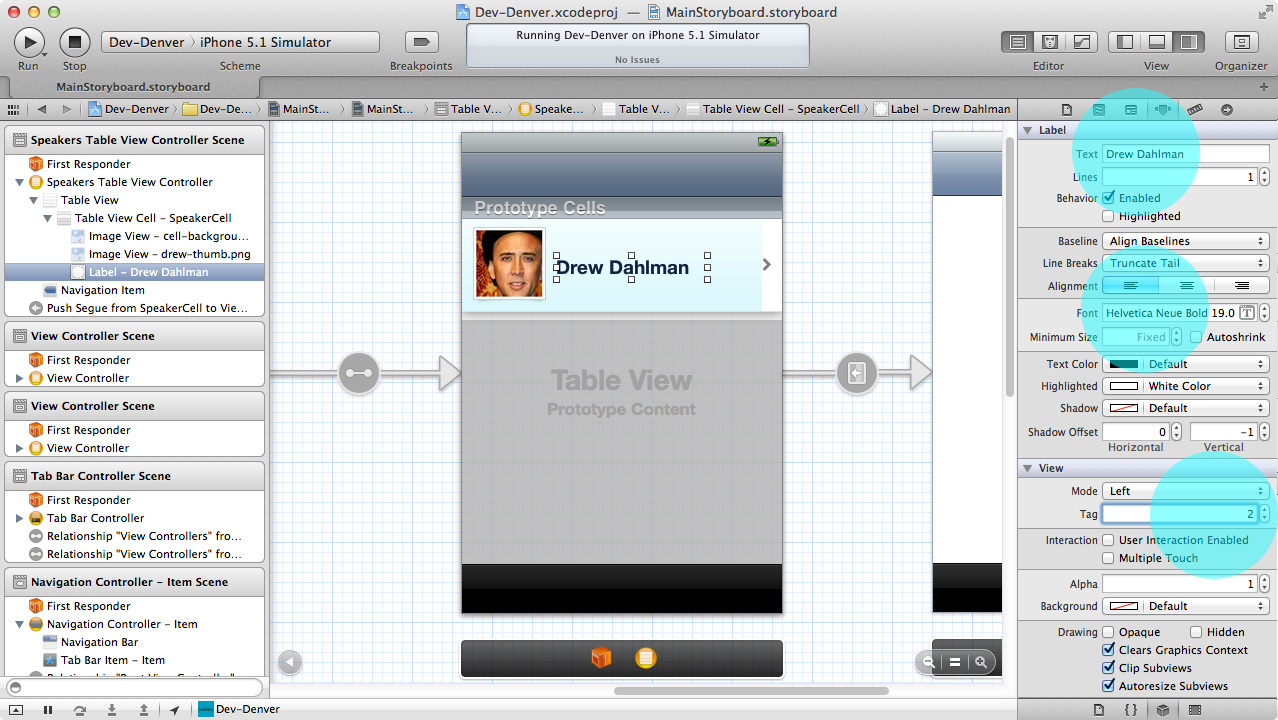 Dev-Denver.xcodeproj — MainStoryboard.storyboard
Run
Stop
Dev-Denver › iPhone 5.1 Simulator
Scheme
Breakpoints
Running Dev-Denver on iPhone 5.1 Simulator
No Issues
Editor
View
Organizer
MainStoryboard.storyboard
Dev-Denver
Dev-De...
MainSt...
MainSt...
Table V...
Speake...
Table V...
Table View Cell – SpeakerCell
Label – Drew Dahlman
Speakers Table View Controller Scene
First Responder
Speakers Table View Controller
Table View
Table View Cell – SpeakerCell
Image View – cell-backgrou...
Image View – drew-thumb.png
Label – Drew Dahlman
Navigation Item
Push Segue from SpeakerCell to Vie...
View Controller Scene
First Responder
View Controller
View Controller Scene
First Responder
View Controller
Tab Bar Controller Scene
First Responder
Tab Bar Controller
Relationship "View Controllers" fro...
Relationship "View Controllers" fro...
Navigation Controller – Item Scene
First Responder
Navigation Controller – Item
Navigation Bar
Tab Bar Item – Item
Prototype Cells
Drew Dahlman
Table View
Prototype Content
Label
Text Drew Dahlman
Lines 1
Behavior Enabled
Highlighted
Baseline Align Baselines
Line Breaks Truncate Tail
Alignment
Font Helvetica Neue Bold 19.0 T
Minimum Size Fixed Autoshrink
Text Color Default
Highlighted White Color
Shadow Default
Shadow Offset 0 -1
Horizontal Vertical
View
Mode Left
Tag 2
Interaction User Interaction Enabled
Multiple Touch
Alpha 1
Background Default
Drawing Opaque Hidden
Clears Graphics Context
Clip Subviews
Autoresize Subviews
Dev-Denver